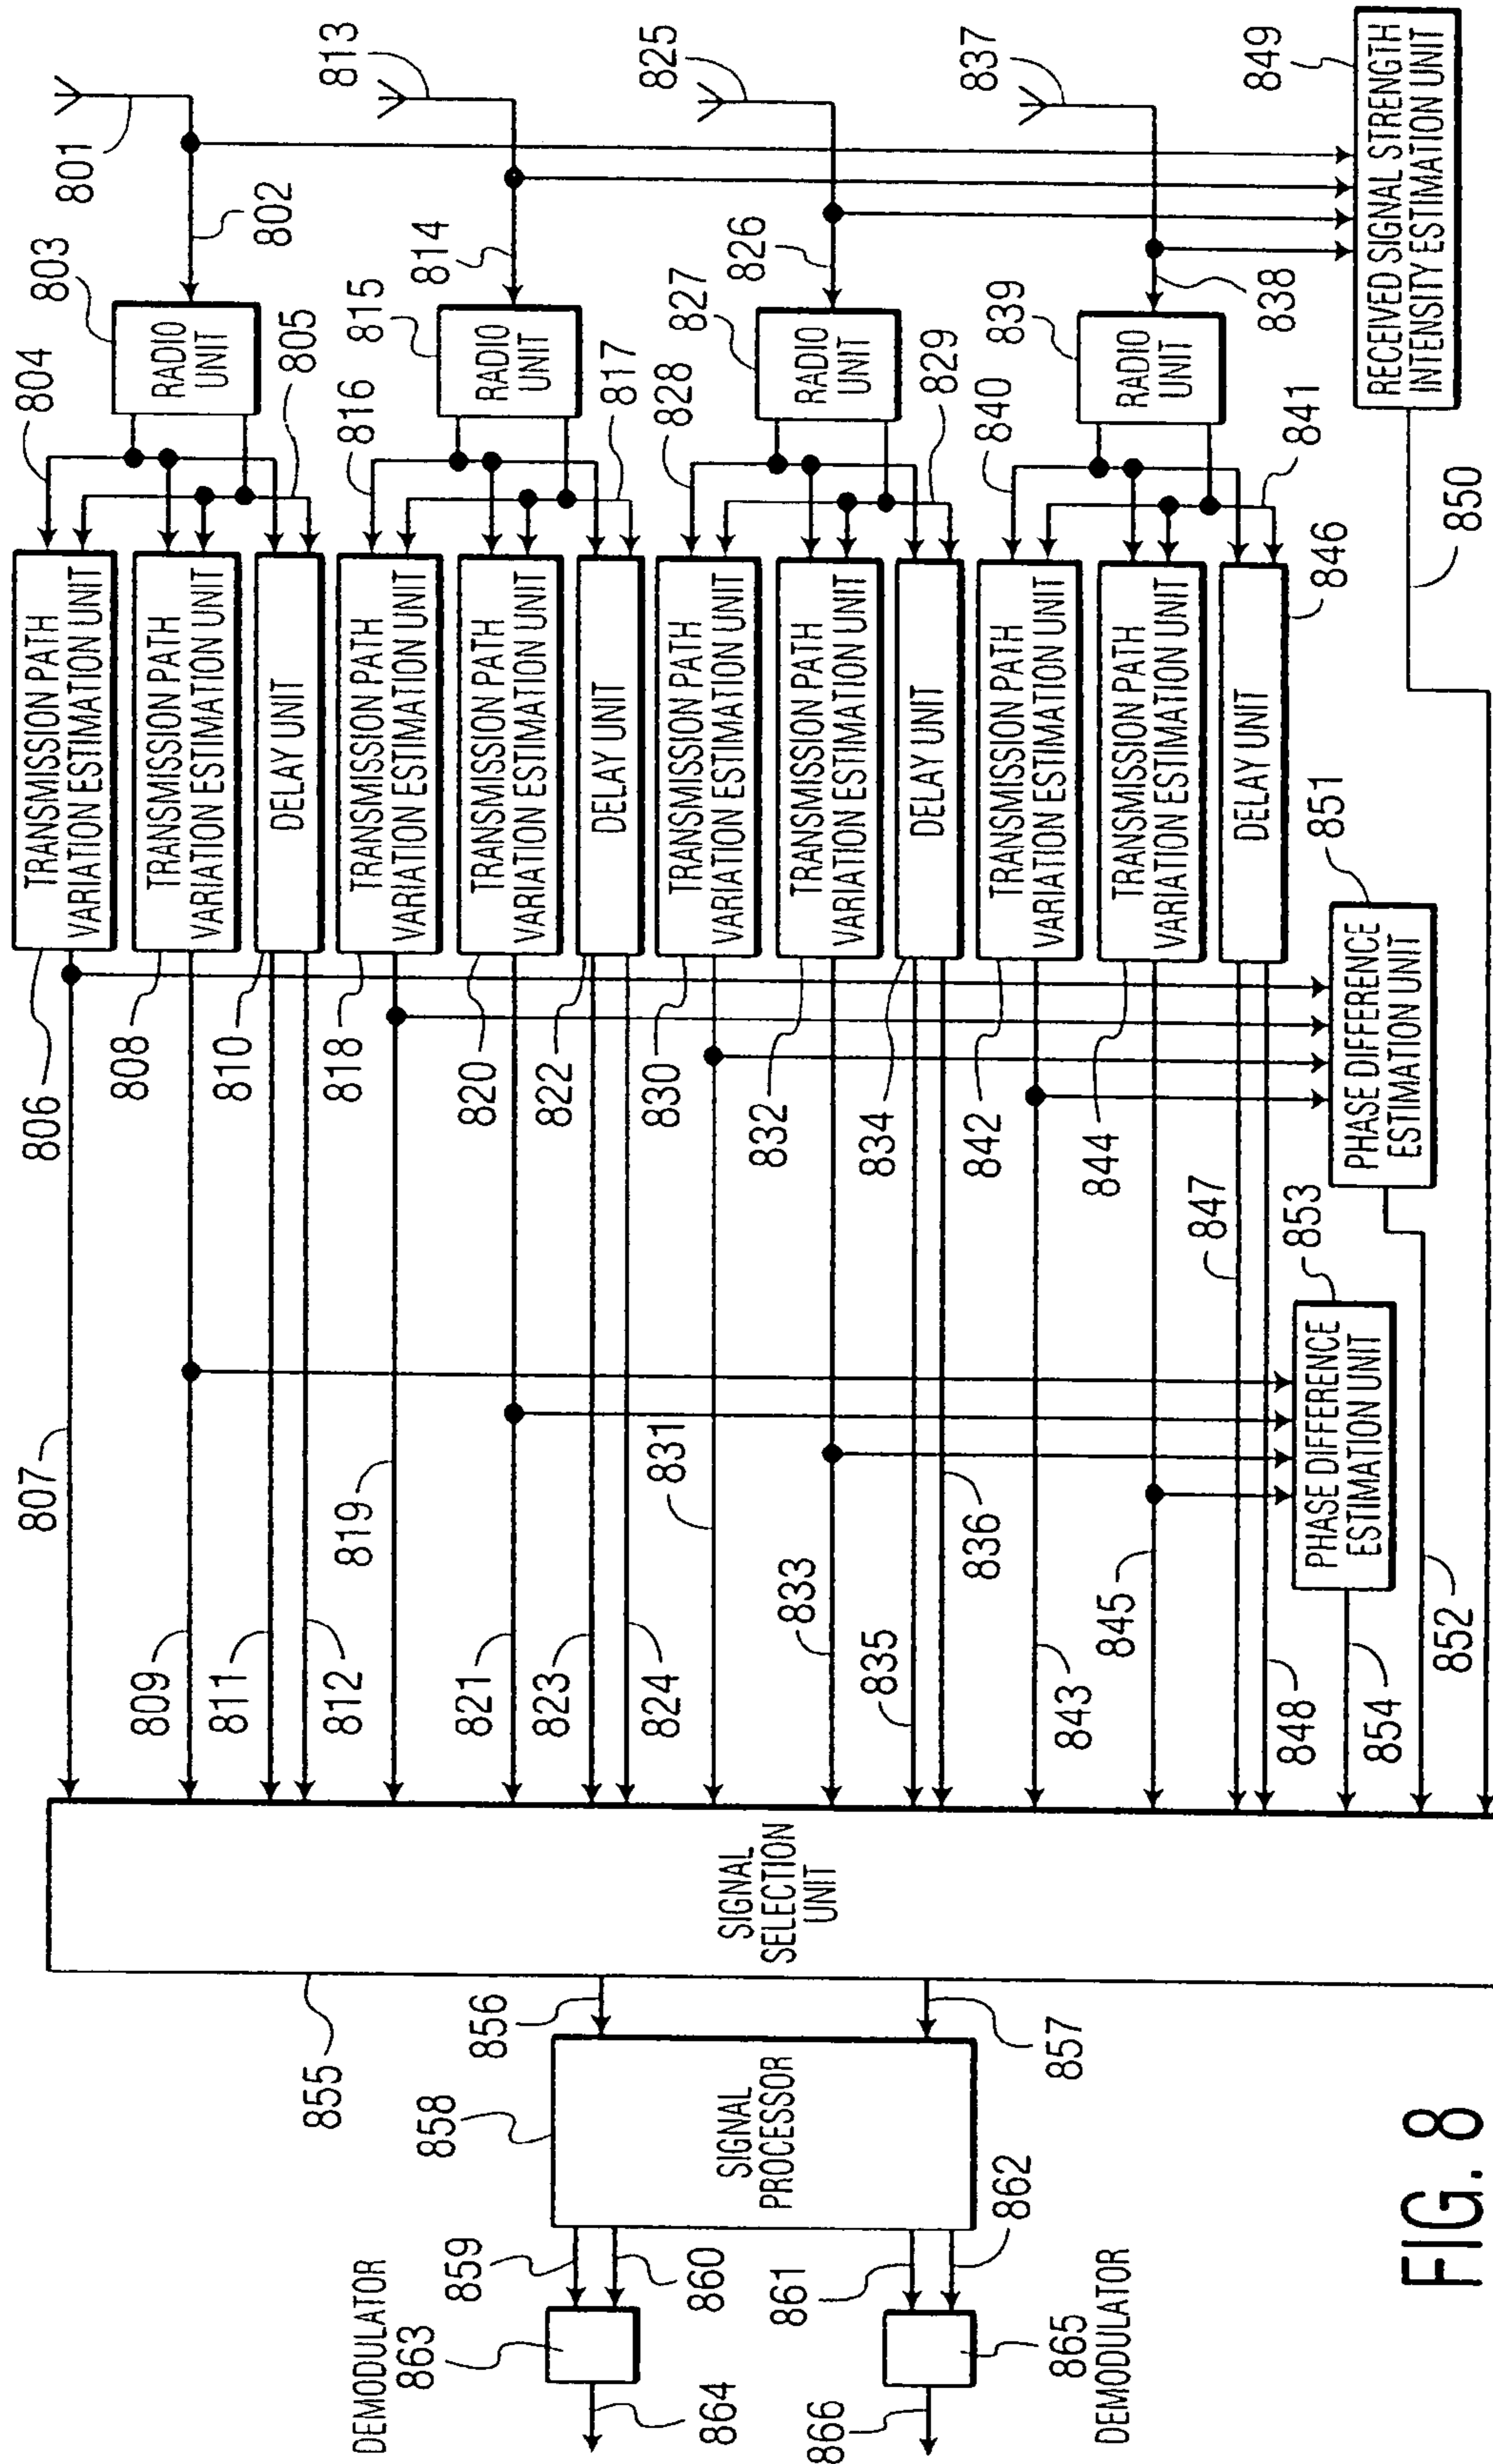 FIG. 8
801
802
803
RADIO
UNIT
804
805
TRANSMISSION PATH
VARIATION ESTIMATION UNIT
806
807
TRANSMISSION PATH
VARIATION ESTIMATION UNIT
808
809
DELAY UNIT
810
811
812
813
814
815
RADIO
UNIT
816
817
TRANSMISSION PATH
VARIATION ESTIMATION UNIT
818
819
TRANSMISSION PATH
VARIATION ESTIMATION UNIT
820
821
DELAY UNIT
822
823
824
825
826
827
RADIO
UNIT
828
829
TRANSMISSION PATH
VARIATION ESTIMATION UNIT
830
831
TRANSMISSION PATH
VARIATION ESTIMATION UNIT
832
833
DELAY UNIT
834
835
836
837
838
839
RADIO
UNIT
840
841
TRANSMISSION PATH
VARIATION ESTIMATION UNIT
842
843
TRANSMISSION PATH
VARIATION ESTIMATION UNIT
844
845
DELAY UNIT
846
847
848
849
RECEIVED SIGNAL STRENGTH
INTENSITY ESTIMATION UNIT
850
851
PHASE DIFFERENCE
ESTIMATION UNIT
852
853
PHASE DIFFERENCE
ESTIMATION UNIT
854
SIGNAL
SELECTION
UNIT
855
856
857
858
SIGNAL
PROCESSOR
859
860
861
862
DEMODULATOR
863
864
865
DEMODULATOR
866